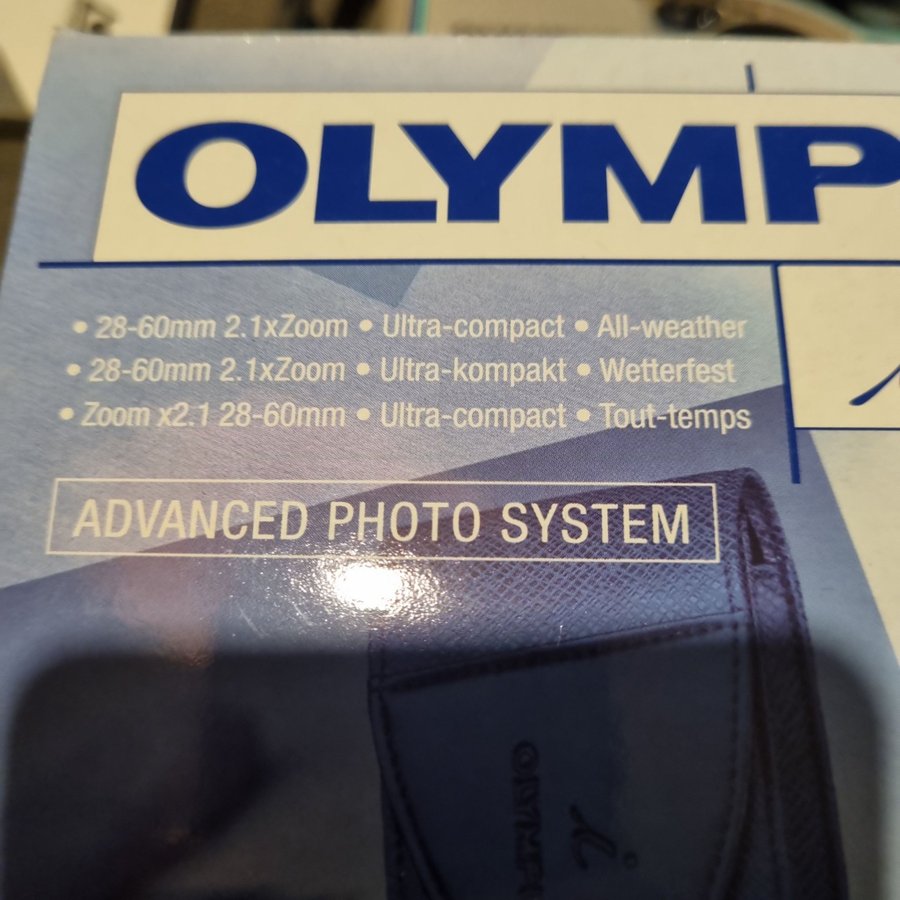 OLYMP
• 28-60mm 2.1xZoom • Ultra-compact • All-weather
• 28-60mm 2.1xZoom • Ultra-kompakt • Wetterfest
• Zoom x2.1 28-60mm • Ultra-compact • Tout-temps
ADVANCED PHOTO SYSTEM
OLYMPU
i